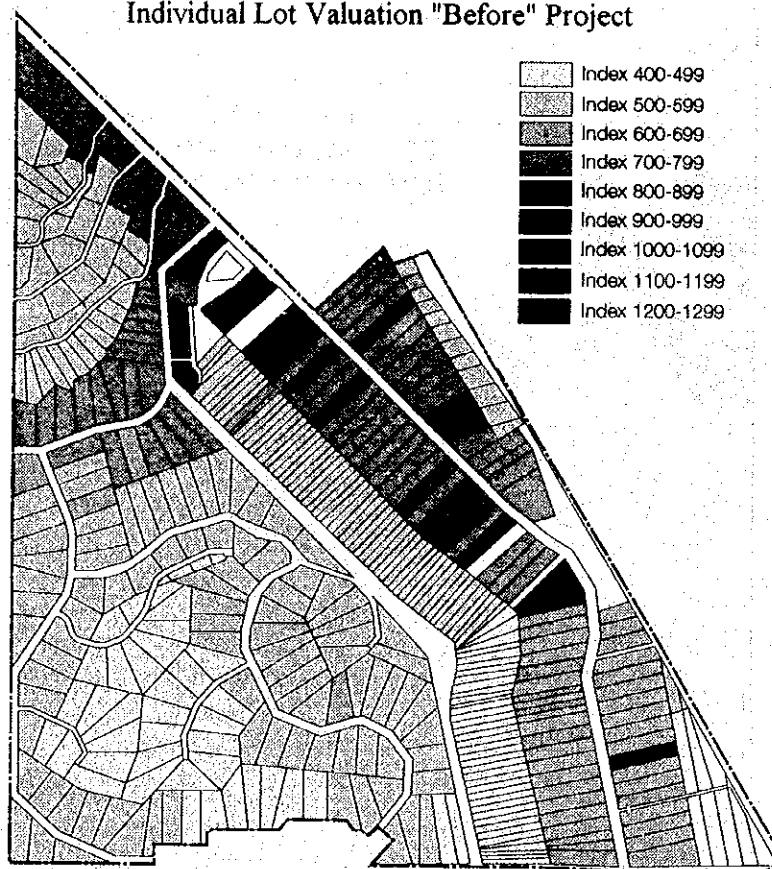 Individual Lot Valuation "Before" Project
Index 400-499
Index 500-599
Index 600-699
Index 700-799
Index 800-899
Index 900-999
Index 1000-1099
Index 1100-1199
Index 1200-1299